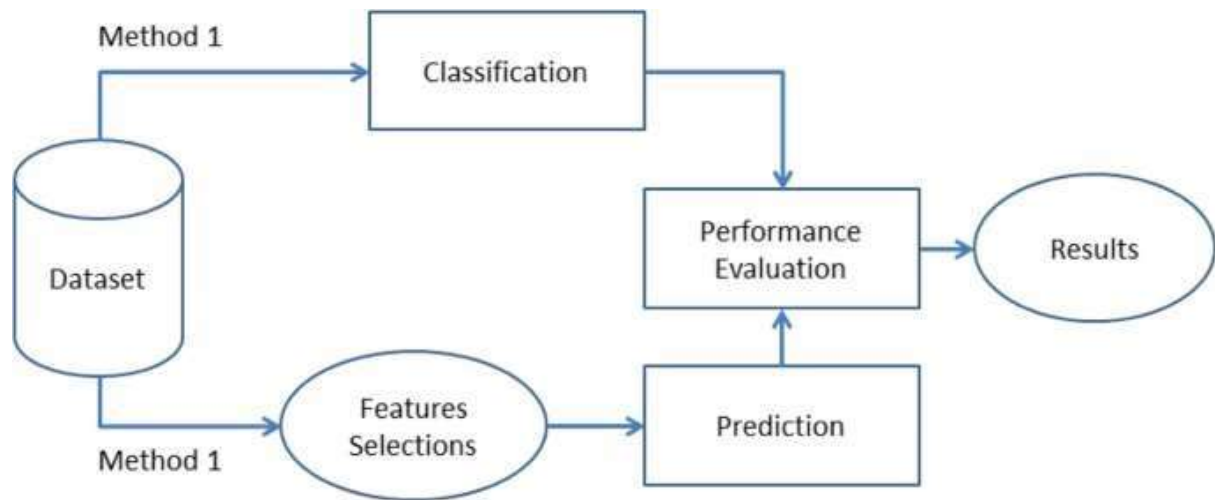 Method 1
Classification
Performance
Evaluation
Results
Dataset
Features
Selections
Prediction
Method 1